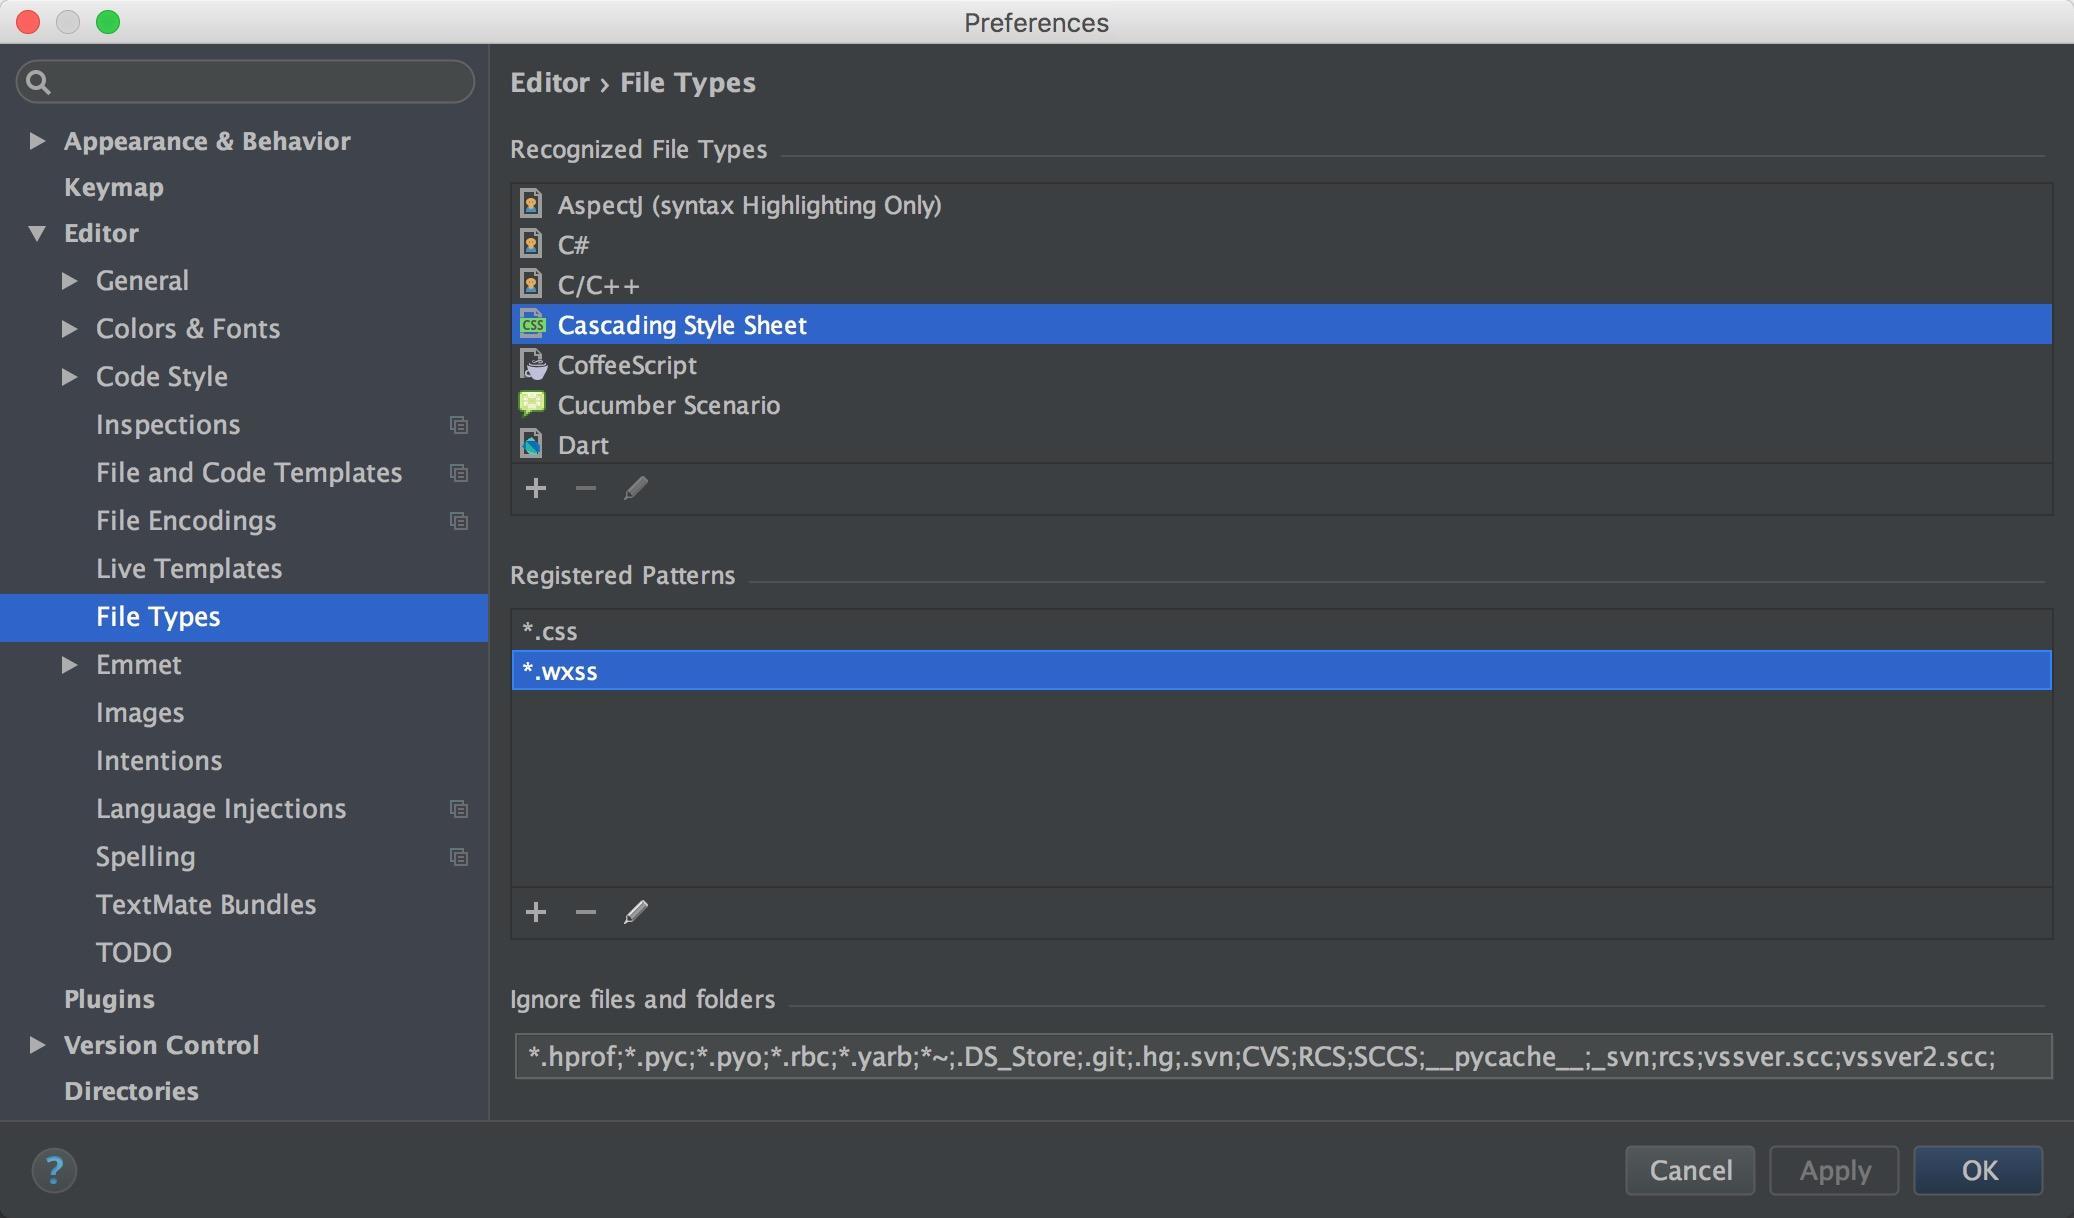 Preferences
Appearance & Behavior
Keymap
Editor
General
Colors & Fonts
Code Style
Inspections
File and Code Templates
File Encodings
Live Templates
File Types
Emmet
Images
Intentions
Language Injections
Spelling
TextMate Bundles
TODO
Plugins
Version Control
Directories
Editor › File Types
Recognized File Types
AspectJ (syntax Highlighting Only)
C#
C/C++
CSS Cascading Style Sheet
CoffeeScript
Cucumber Scenario
Dart
Registered Patterns
*.css
*.wxss
Ignore files and folders
*.hprof;*.pyc;*.pyo;*.rbc;*.yarb;*~;.DS_Store;.git;.hg;.svn;CVS;RCS;SCCS;__pycache__;_svn;rcs;vssver.scc;vssver2.scc;
?
Cancel
Apply
OK